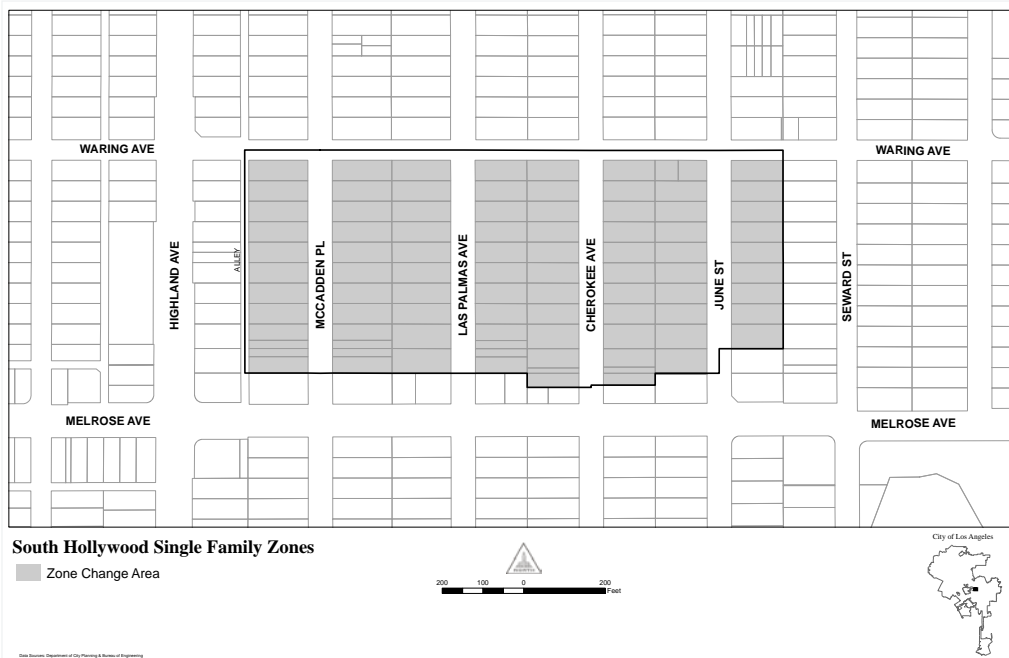 WARING AVE
WARING AVE
HIGHLAND AVE
ALLEY
MCCADDEN PL
LAS PALMAS AVE
CHEROKEE AVE
JUNE ST
SEWARD ST
MELROSE AVE
MELROSE AVE
South Hollywood Single Family Zones
Zone Change Area
200 100 0 200
Feet
City of Los Angeles
Data Sources: Department of City Planning & Bureau of Engineering